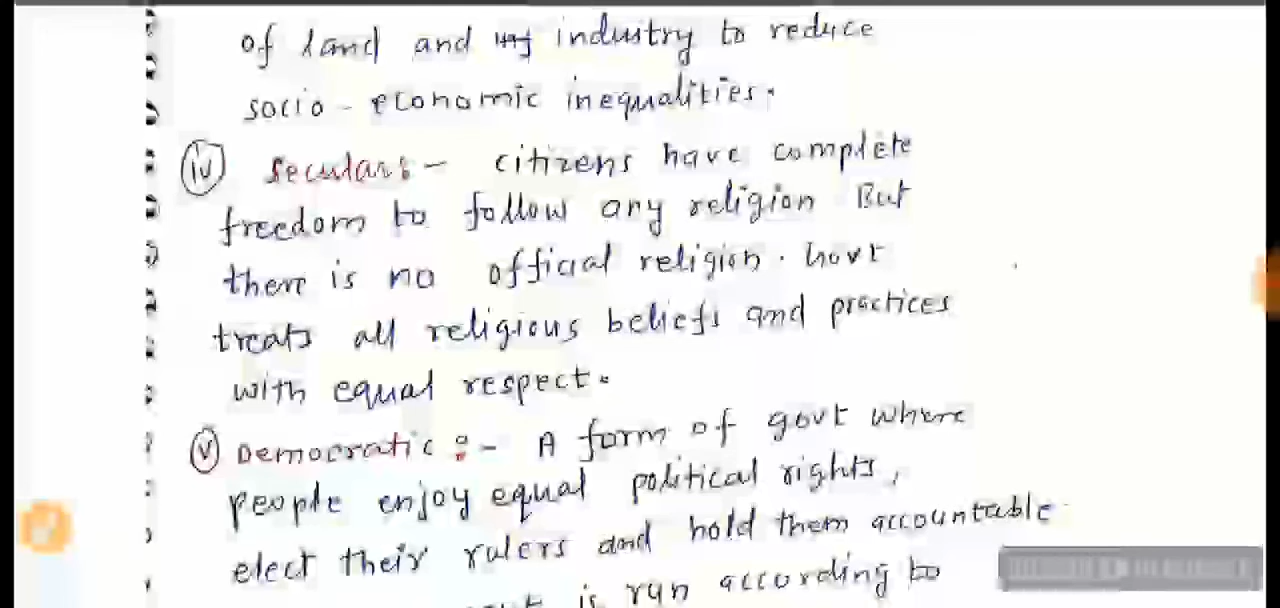 of land and industry to reduce
socio - economic inequalities.
(iv) Secular :- citizens have complete
freedom to follow any religion But
there is no official religion. Govt
treats all religious beliefs and practices
with equal respect.
(v) Democratic :- A form of govt where
people enjoy equal political rights,
elect their rulers and hold them accountable
is run according to